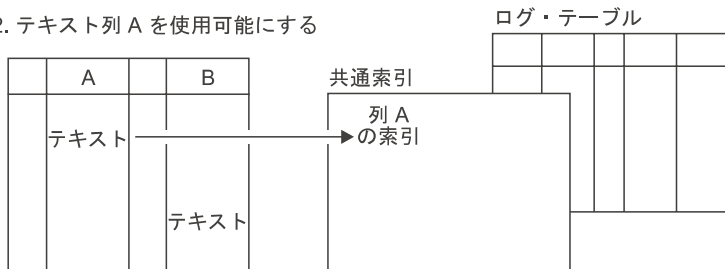 2. テキスト列 A を使用可能にする
ログ・テーブル
A
B
共通索引
列 A
の索引
テキスト
テキスト